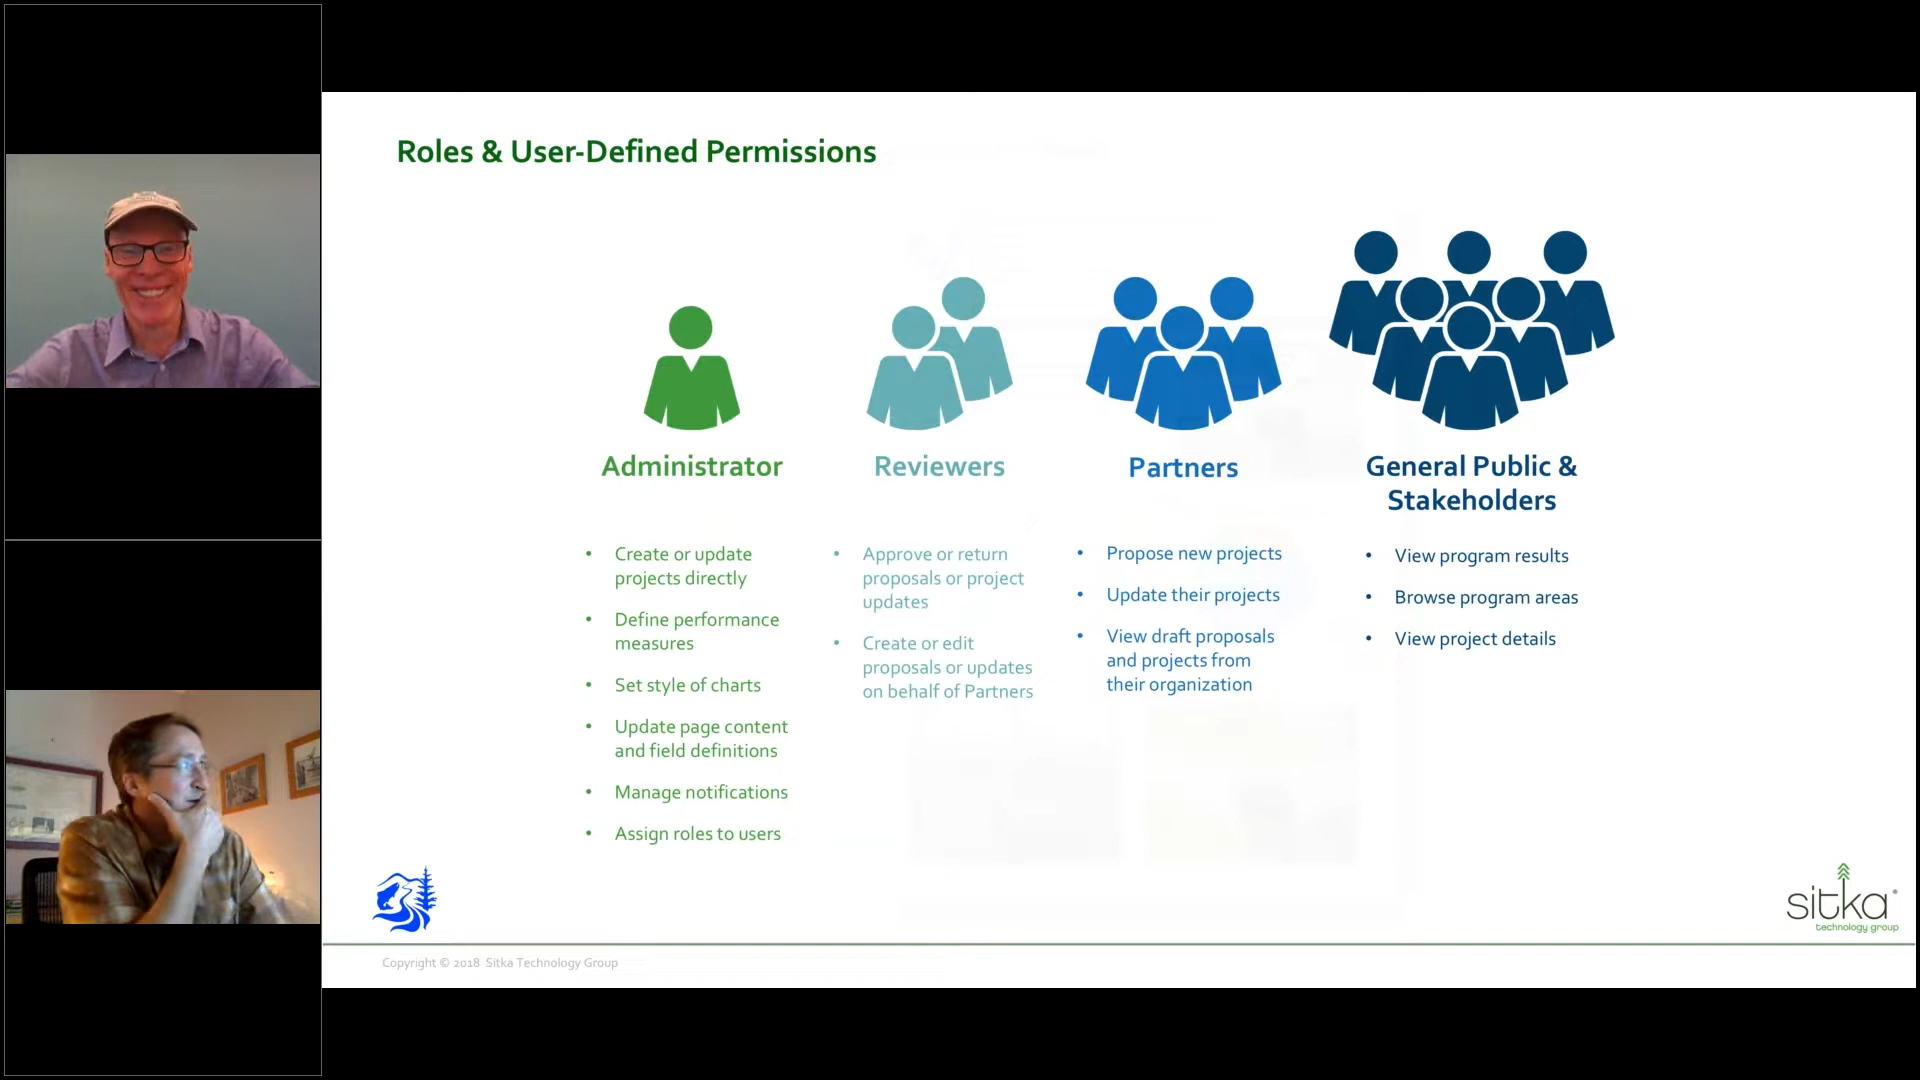 Roles & User-Defined Permissions
Administrator
• Create or update
projects directly
• Define performance
measures
• Set style of charts
• Update page content
and field definitions
• Manage notifications
• Assign roles to users
Reviewers
• Approve or return
proposals or project
updates
• Create or edit
proposals or updates
on behalf of Partners
Partners
• Propose new projects
• Update their projects
• View draft proposals
and projects from
their organization
General Public &
Stakeholders
• View program results
• Browse program areas
• View project details
sitka®
technology group
Copyright © 2018 Sitka Technology Group